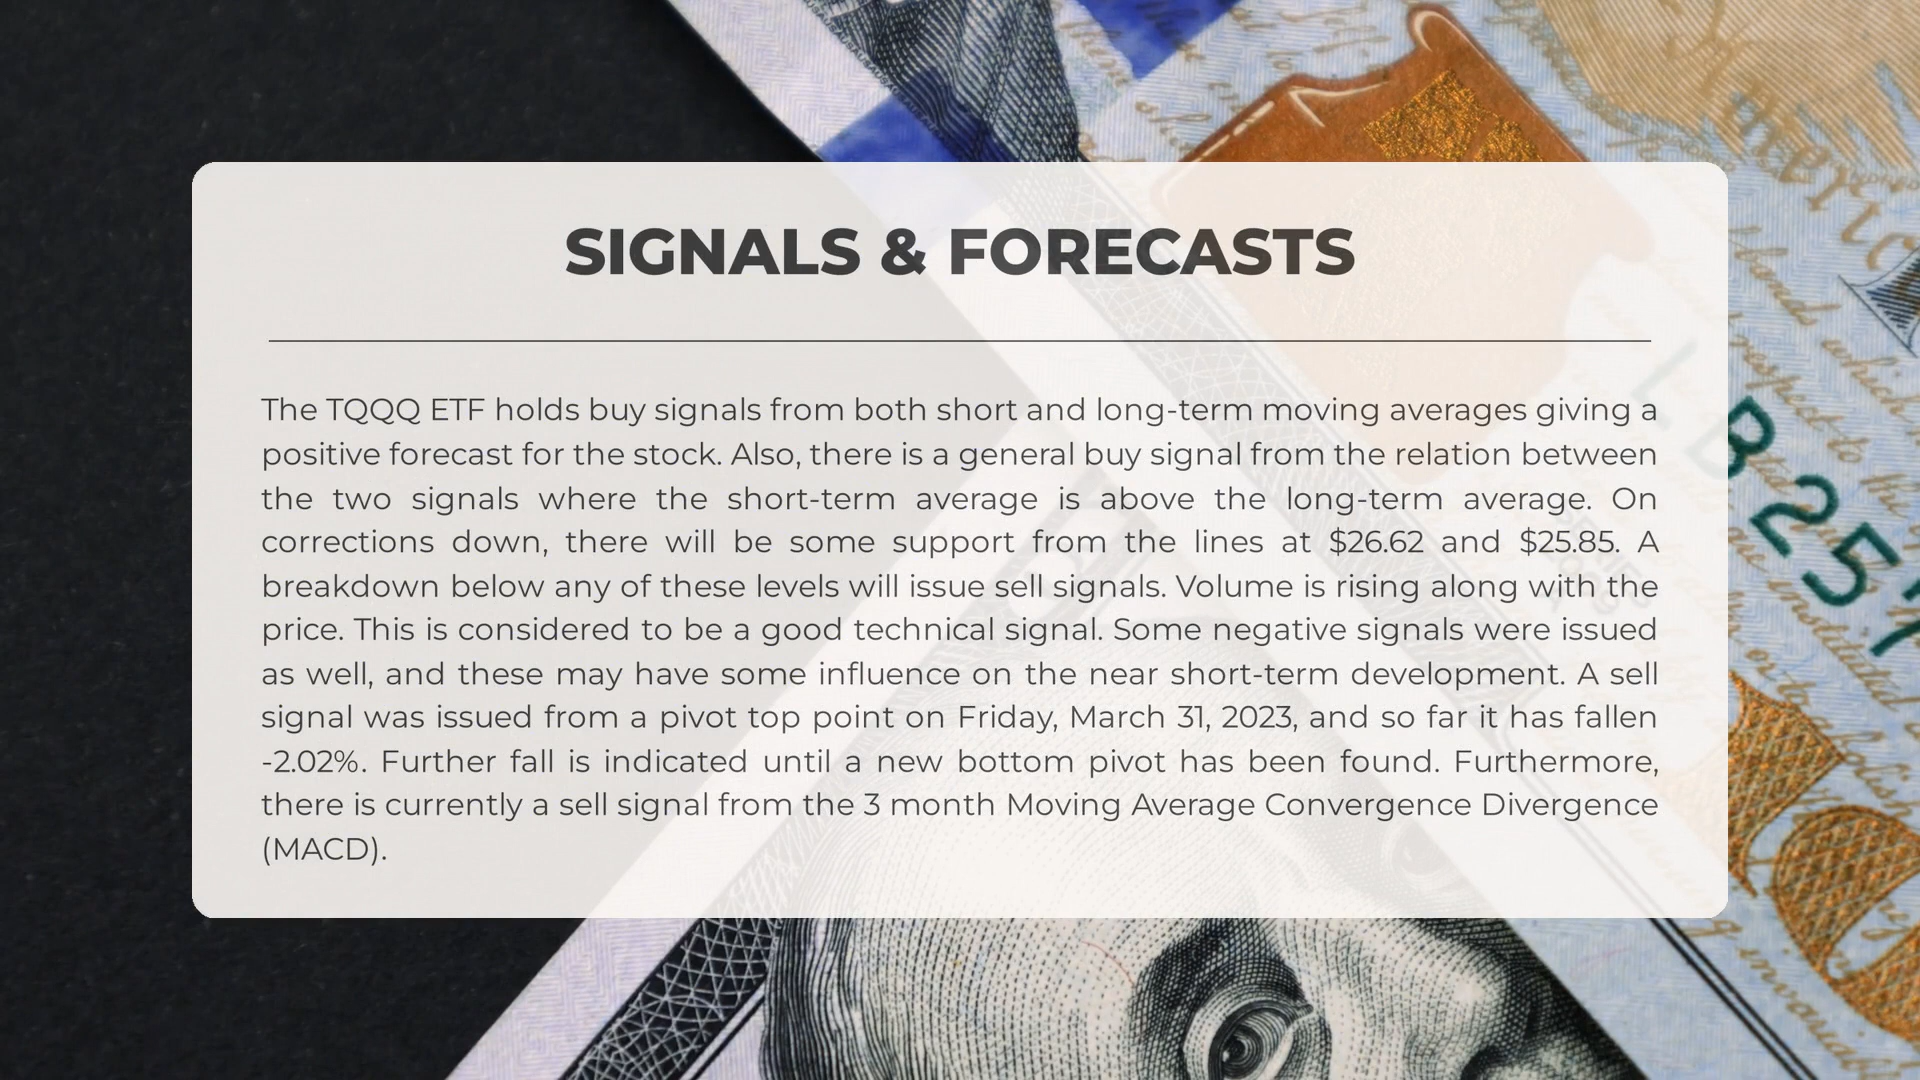 SIGNALS & FORECASTS
The TQQQ ETF holds buy signals from both short and long-term moving averages giving a
positive forecast for the stock. Also, there is a general buy signal from the relation between
the two signals where the short-term average is above the long-term average. On
corrections down, there will be some support from the lines at $26.62 and $25.85. A
breakdown below any of these levels will issue sell signals. Volume is rising along with the
price. This is considered to be a good technical signal. Some negative signals were issued
as well, and these may have some influence on the near short-term development. A sell
signal was issued from a pivot top point on Friday, March 31, 2023, and so far it has fallen
-2.02%. Further fall is indicated until a new bottom pivot has been found. Furthermore,
there is currently a sell signal from the 3 month Moving Average Convergence Divergence
(MACD).